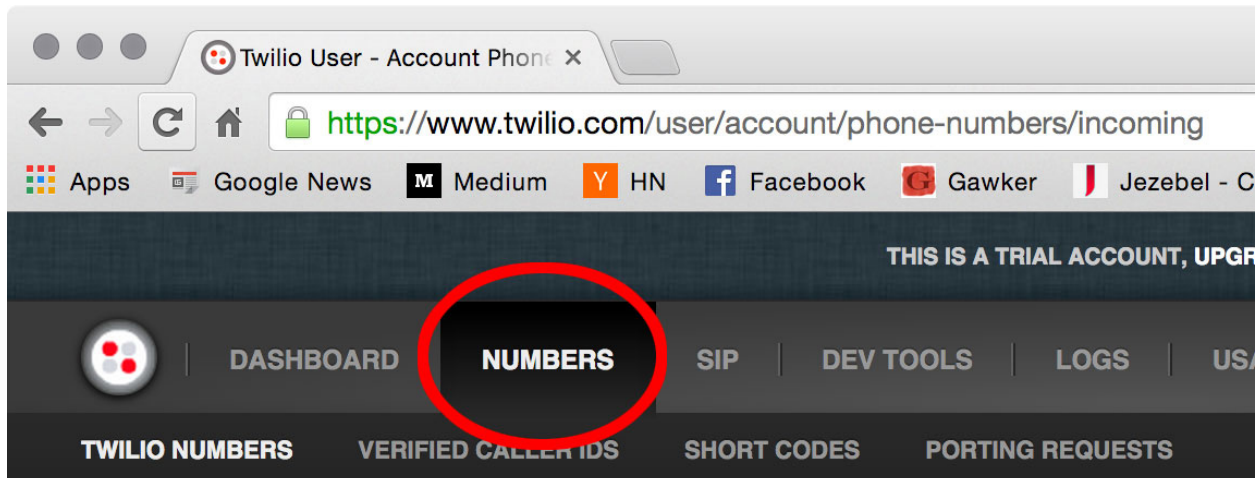 Twilio User - Account Phone
https://www.twilio.com/user/account/phone-numbers/incoming
Apps Google News M Medium Y HN f Facebook G Gawker J Jezebel - C
THIS IS A TRIAL ACCOUNT, UPGR
DASHBOARD NUMBERS SIP DEV TOOLS LOGS USA
TWILIO NUMBERS VERIFIED CALLER IDS SHORT CODES PORTING REQUESTS